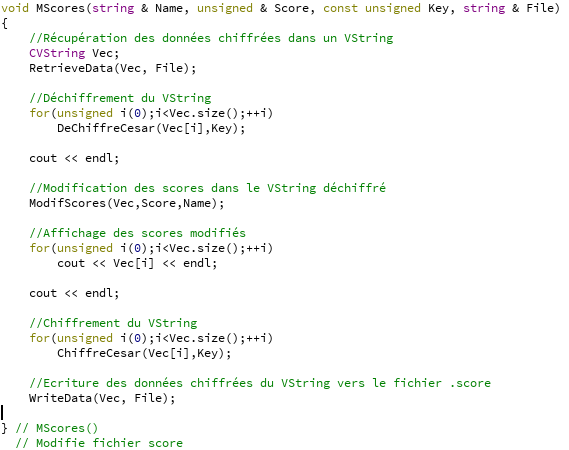 void MScores(string & Name, unsigned & Score, const unsigned Key, string & File)
{
    //Récupération des données chiffrées dans un VString
    CVString Vec;
    RetrieveData(Vec, File);

    //Déchiffrement du VString
    for(unsigned i(0);i<Vec.size();++i)
        DeChiffreCesar(Vec[i],Key);

    cout << endl;

    //Modification des scores dans le VString déchiffré
    ModifScores(Vec,Score,Name);

    //Affichage des scores modifiés
    for(unsigned i(0);i<Vec.size();++i)
        cout << Vec[i] << endl;

    cout << endl;

    //Chiffrement du VString
    for(unsigned i(0);i<Vec.size();++i)
        ChiffreCesar(Vec[i],Key);

    //Ecriture des données chiffrées du VString vers le fichier .score
    WriteData(Vec, File);

} // MScores()
  // Modifie fichier score